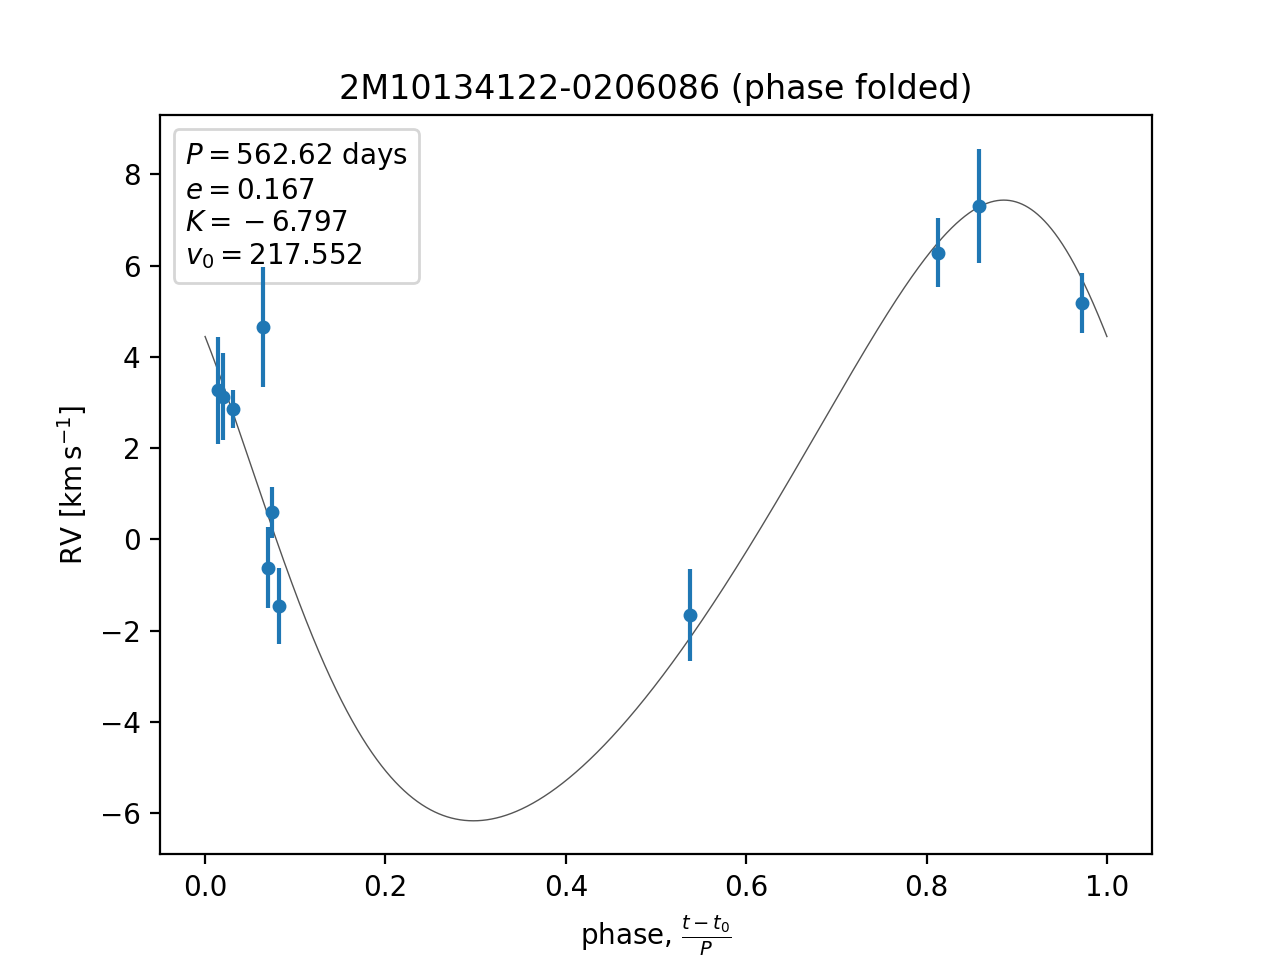 2M10134122-0206086 (phase folded)
P = 562.62 days
e = 0.167
K = −6.797
v₀ = 217.552
8
6
4
2
0
−2
−4
−6
RV [km s⁻¹]
0.0 0.2 0.4 0.6 0.8 1.0
phase, (t − t₀)/P